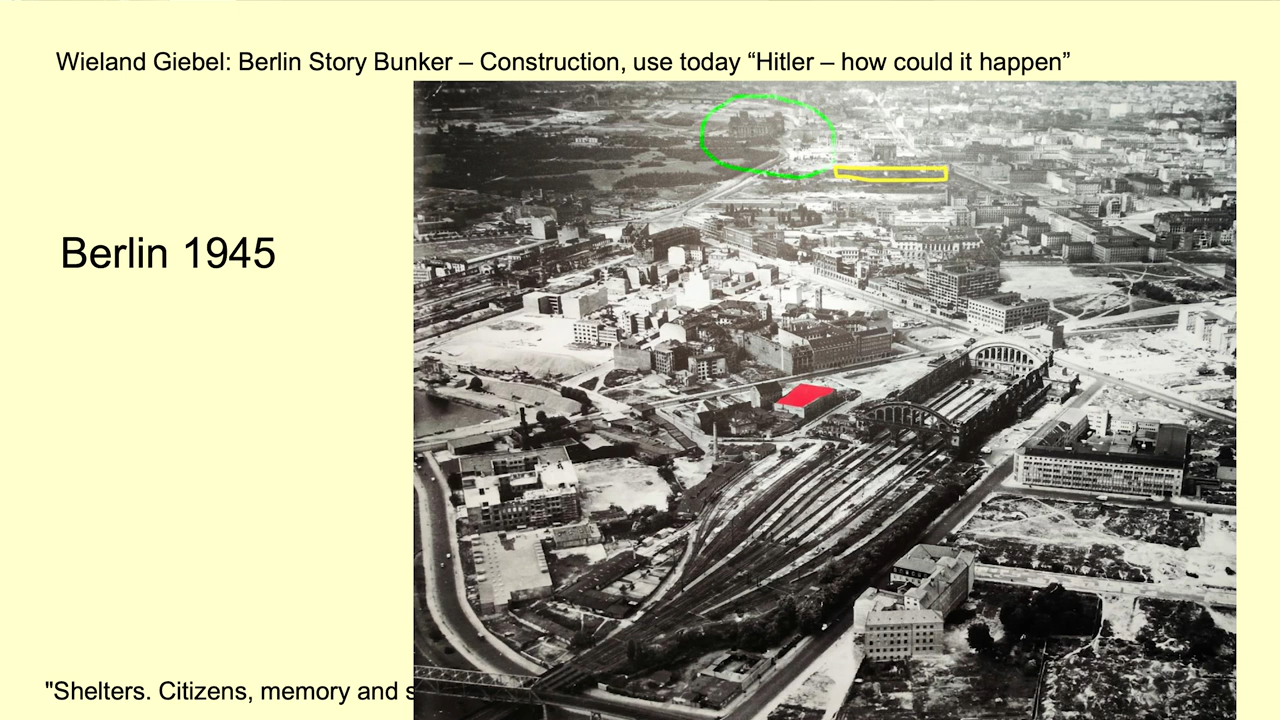 Wieland Giebel: Berlin Story Bunker – Construction, use today “Hitler – how could it happen”
Berlin 1945
"Shelters. Citizens, memory and s